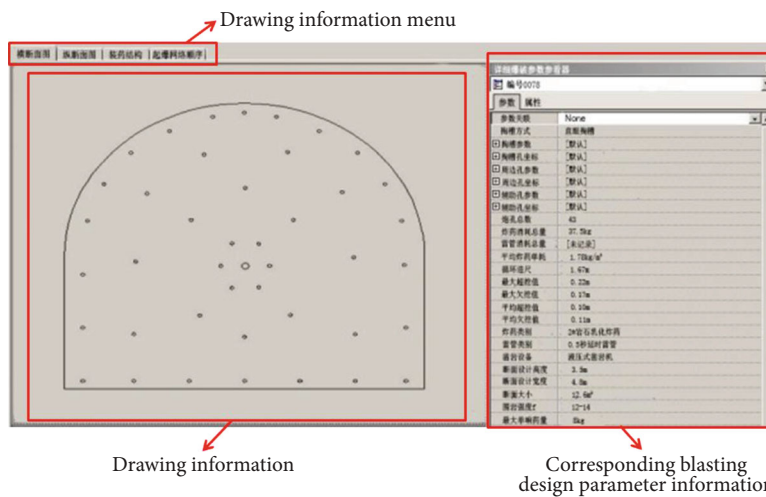 Drawing information menu
横断面图 | 纵断面图 | 装药结构 | 起爆网络顺序
详细爆破参数参看器
编号0078
参数 属性
参数关联 None
掏槽方式 直眼掏槽
掏槽参数 [默认]
掏槽孔坐标 [默认]
周边孔参数 [默认]
周边孔坐标 [默认]
辅助孔参数 [默认]
辅助孔坐标 [默认]
炮孔总数 43
炸药消耗总量 37.5kg
雷管消耗总量 [未记录]
平均炸药单耗 1.78kg/m³
循环进尺 1.67m
最大超挖值 0.22m
最大欠挖值 0.17m
平均超挖值 0.10m
平均欠挖值 0.11m
炸药类别 2#岩石乳化炸药
雷管类别 0.5秒延时雷管
凿岩设备 液压式凿岩机
断面设计高度 3.9m
断面设计宽度 4.0m
断面大小 12.6m²
围岩强度f 12-14
最大单响药量 8kg
Drawing information
Corresponding blasting
design parameter information